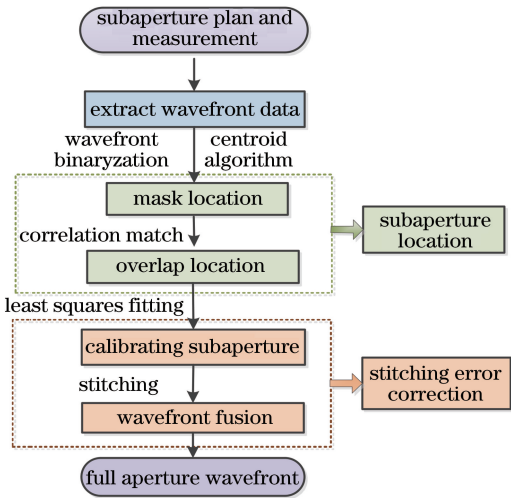 subaperture plan and
measurement
extract wavefront data
wavefront
binaryzation
centroid
algorithm
mask location
correlation match
overlap location
subaperture
location
least squares fitting
calibrating subaperture
stitching
wavefront fusion
stitching error
correction
full aperture wavefront